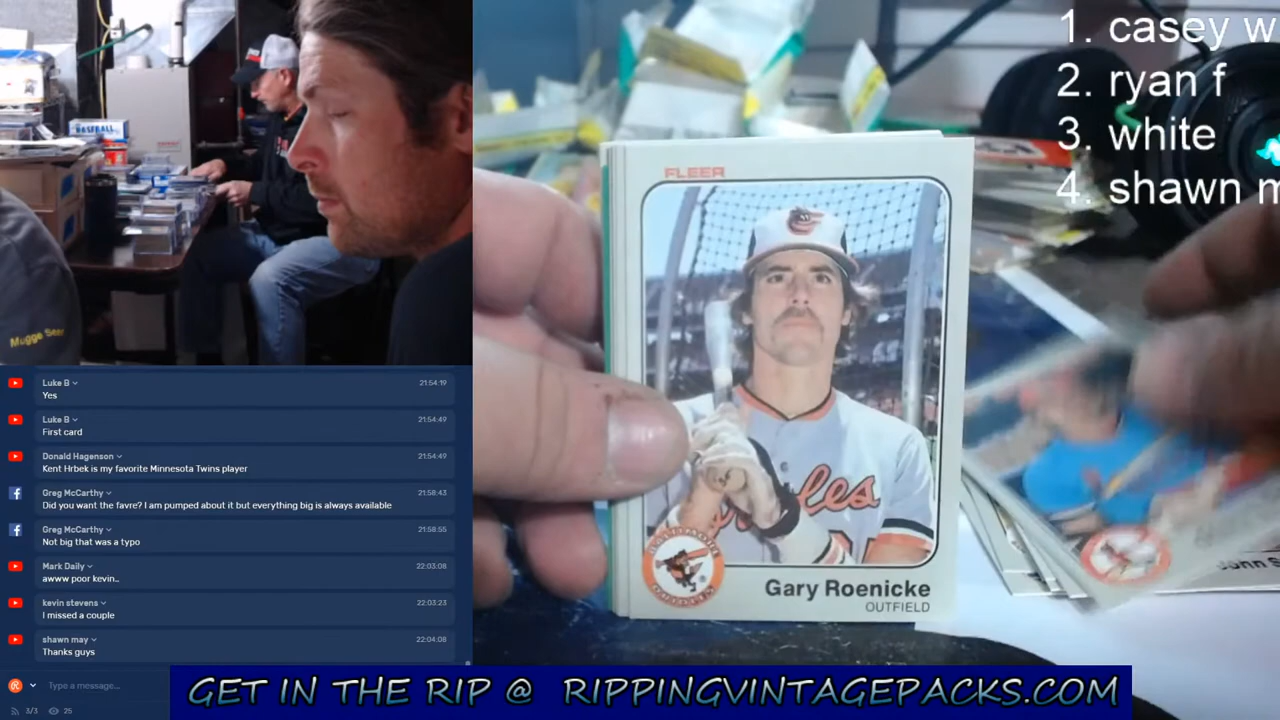 1. casey w
2. ryan f
3. white
4. shawn m
BASEBALL
FLEER
Gary Roenicke
OUTFIELD
Luke B
21:54:19
Yes
Luke B
21:54:49
First card
Donald Hagenson
21:54:49
Kent Hrbek is my favorite Minnesota Twins player
Greg McCarthy
21:58:43
Did you want the favre? I am pumped about it but everything big is always available
Greg McCarthy
21:58:55
Not big that was a typo
Mark Daily
22:03:08
awww poor kevin..
kevin stevens
22:03:23
I missed a couple
shawn may
22:04:08
Thanks guys
Type a message...
3/3
25
GET IN THE RIP @ RIPPINGVINTAGEPACKS.COM